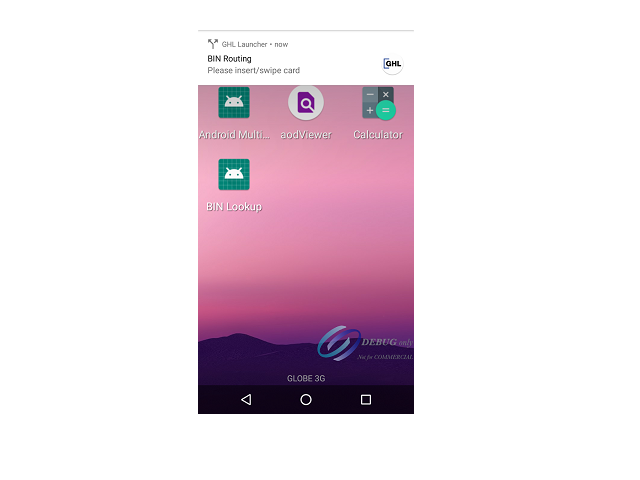 GHL Launcher • now
BIN Routing
Please insert/swipe card
GHL
Android Multi... aodViewer Calculator
BIN Lookup
DEBUG only
Not for COMMERCIAL
GLOBE 3G